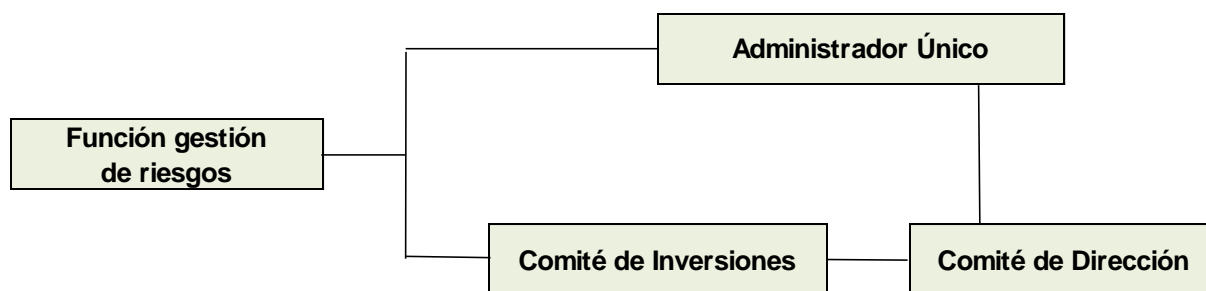 Administrador Único
Función gestión
de riesgos
Comité de Inversiones
Comité de Dirección